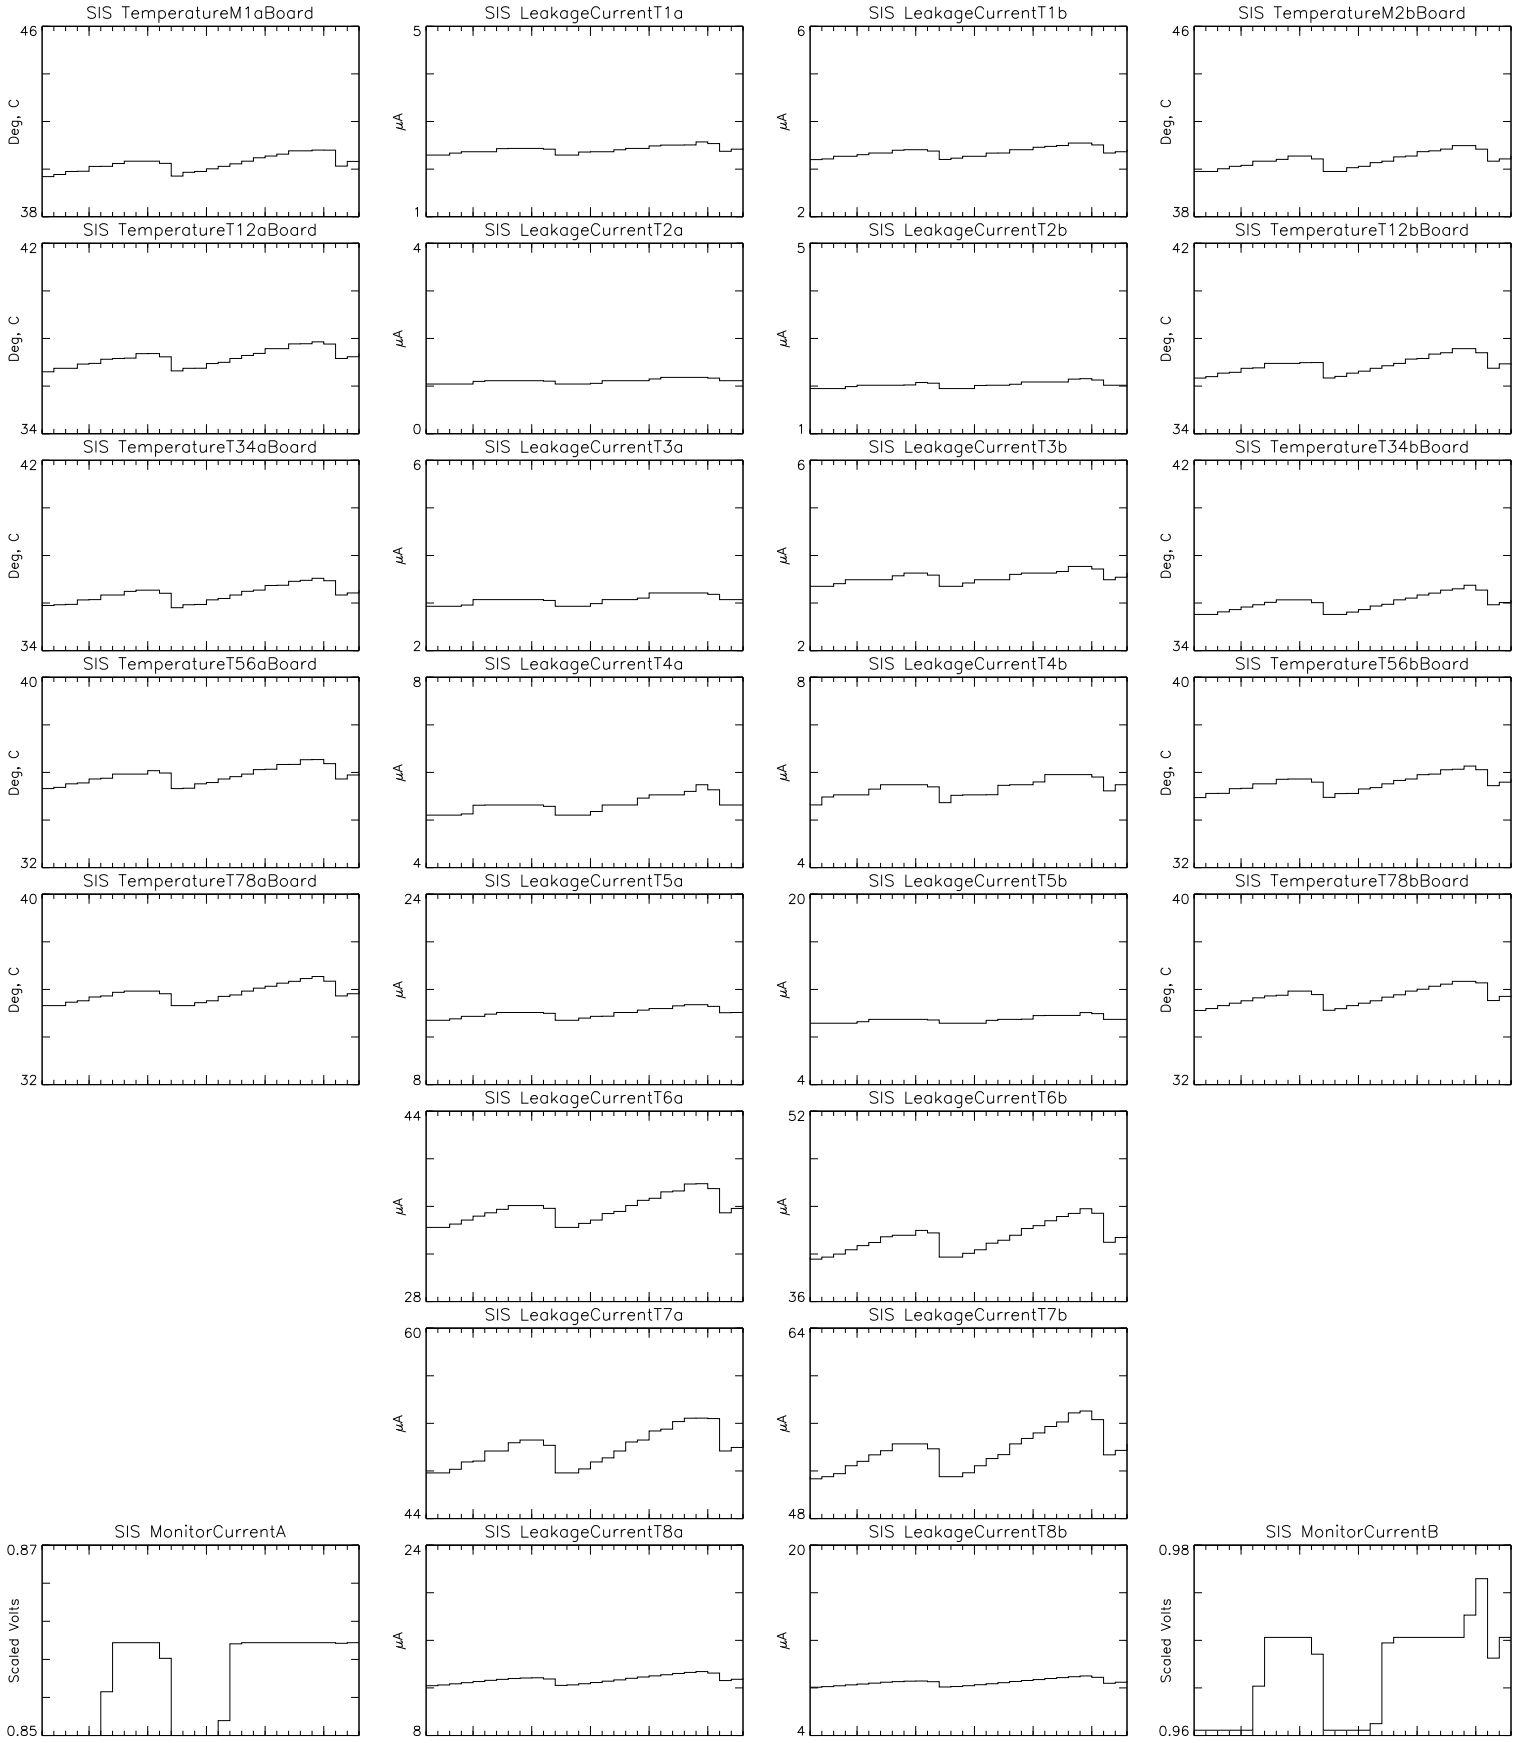 SIS TemperatureM1aBoard
46
Deg, C
38
SIS LeakageCurrentT1a
5
μA
1
SIS LeakageCurrentT1b
6
μA
2
SIS TemperatureM2bBoard
46
Deg, C
38
SIS TemperatureT12aBoard
42
Deg, C
34
SIS LeakageCurrentT2a
4
μA
0
SIS LeakageCurrentT2b
5
μA
1
SIS TemperatureT12bBoard
42
Deg, C
34
SIS TemperatureT34aBoard
42
Deg, C
34
SIS LeakageCurrentT3a
6
μA
2
SIS LeakageCurrentT3b
6
μA
2
SIS TemperatureT34bBoard
42
Deg, C
34
SIS TemperatureT56aBoard
40
Deg, C
32
SIS LeakageCurrentT4a
8
μA
4
SIS LeakageCurrentT4b
8
μA
4
SIS TemperatureT56bBoard
40
Deg, C
32
SIS TemperatureT78aBoard
40
Deg, C
32
SIS LeakageCurrentT5a
24
μA
8
SIS LeakageCurrentT5b
20
μA
4
SIS TemperatureT78bBoard
40
Deg, C
32
SIS LeakageCurrentT6a
44
μA
28
SIS LeakageCurrentT6b
52
μA
36
SIS LeakageCurrentT7a
60
μA
44
SIS LeakageCurrentT7b
64
μA
48
SIS MonitorCurrentA
0.87
Scaled Volts
0.85
SIS LeakageCurrentT8a
24
μA
8
SIS LeakageCurrentT8b
20
μA
4
SIS MonitorCurrentB
0.98
Scaled Volts
0.96